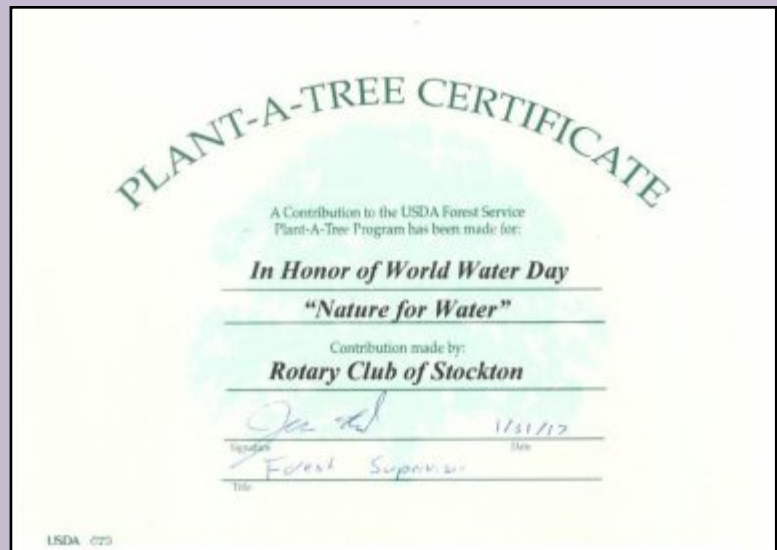 PLANT-A-TREE CERTIFICATE
A Contribution to the USDA Forest Service
Plant-A-Tree Program has been made for:
In Honor of World Water Day
“Nature for Water”
Contribution made by:
Rotary Club of Stockton
1/31/17
Signature
Date
Forest Supervisor
Title
USDA